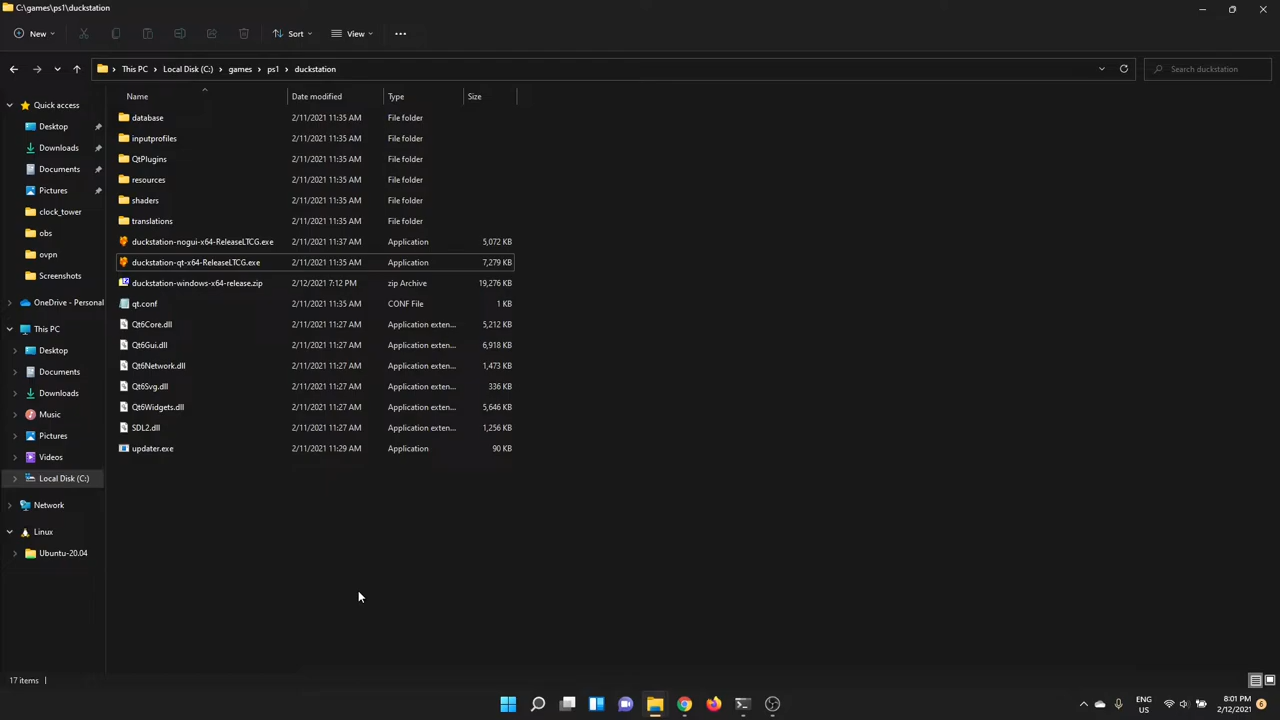 C:\games\ps1\duckstation
New
Sort
View
This PC > Local Disk (C:) > games > ps1 > duckstation
Search duckstation
Name Date modified Type Size
database 2/11/2021 11:35 AM File folder
inputprofiles 2/11/2021 11:35 AM File folder
QtPlugins 2/11/2021 11:35 AM File folder
resources 2/11/2021 11:35 AM File folder
shaders 2/11/2021 11:35 AM File folder
translations 2/11/2021 11:35 AM File folder
duckstation-nogui-x64-ReleaseLTCG.exe 2/11/2021 11:37 AM Application 5,072 KB
duckstation-qt-x64-ReleaseLTCG.exe 2/11/2021 11:35 AM Application 7,279 KB
duckstation-windows-x64-release.zip 2/12/2021 7:12 PM zip Archive 19,276 KB
qt.conf 2/11/2021 11:35 AM CONF File 1 KB
Qt6Core.dll 2/11/2021 11:27 AM Application exten... 5,212 KB
Qt6Gui.dll 2/11/2021 11:27 AM Application exten... 6,918 KB
Qt6Network.dll 2/11/2021 11:27 AM Application exten... 1,473 KB
Qt6Svg.dll 2/11/2021 11:27 AM Application exten... 336 KB
Qt6Widgets.dll 2/11/2021 11:27 AM Application exten... 5,646 KB
SDL2.dll 2/11/2021 11:27 AM Application exten... 1,256 KB
updater.exe 2/11/2021 11:29 AM Application 90 KB
Quick access
Desktop
Downloads
Documents
Pictures
clock_tower
obs
ovpn
Screenshots
OneDrive - Personal
This PC
Desktop
Documents
Downloads
Music
Pictures
Videos
Local Disk (C:)
Network
Linux
Ubuntu-20.04
17 items
ENG
US
8:01 PM
2/12/2021
6